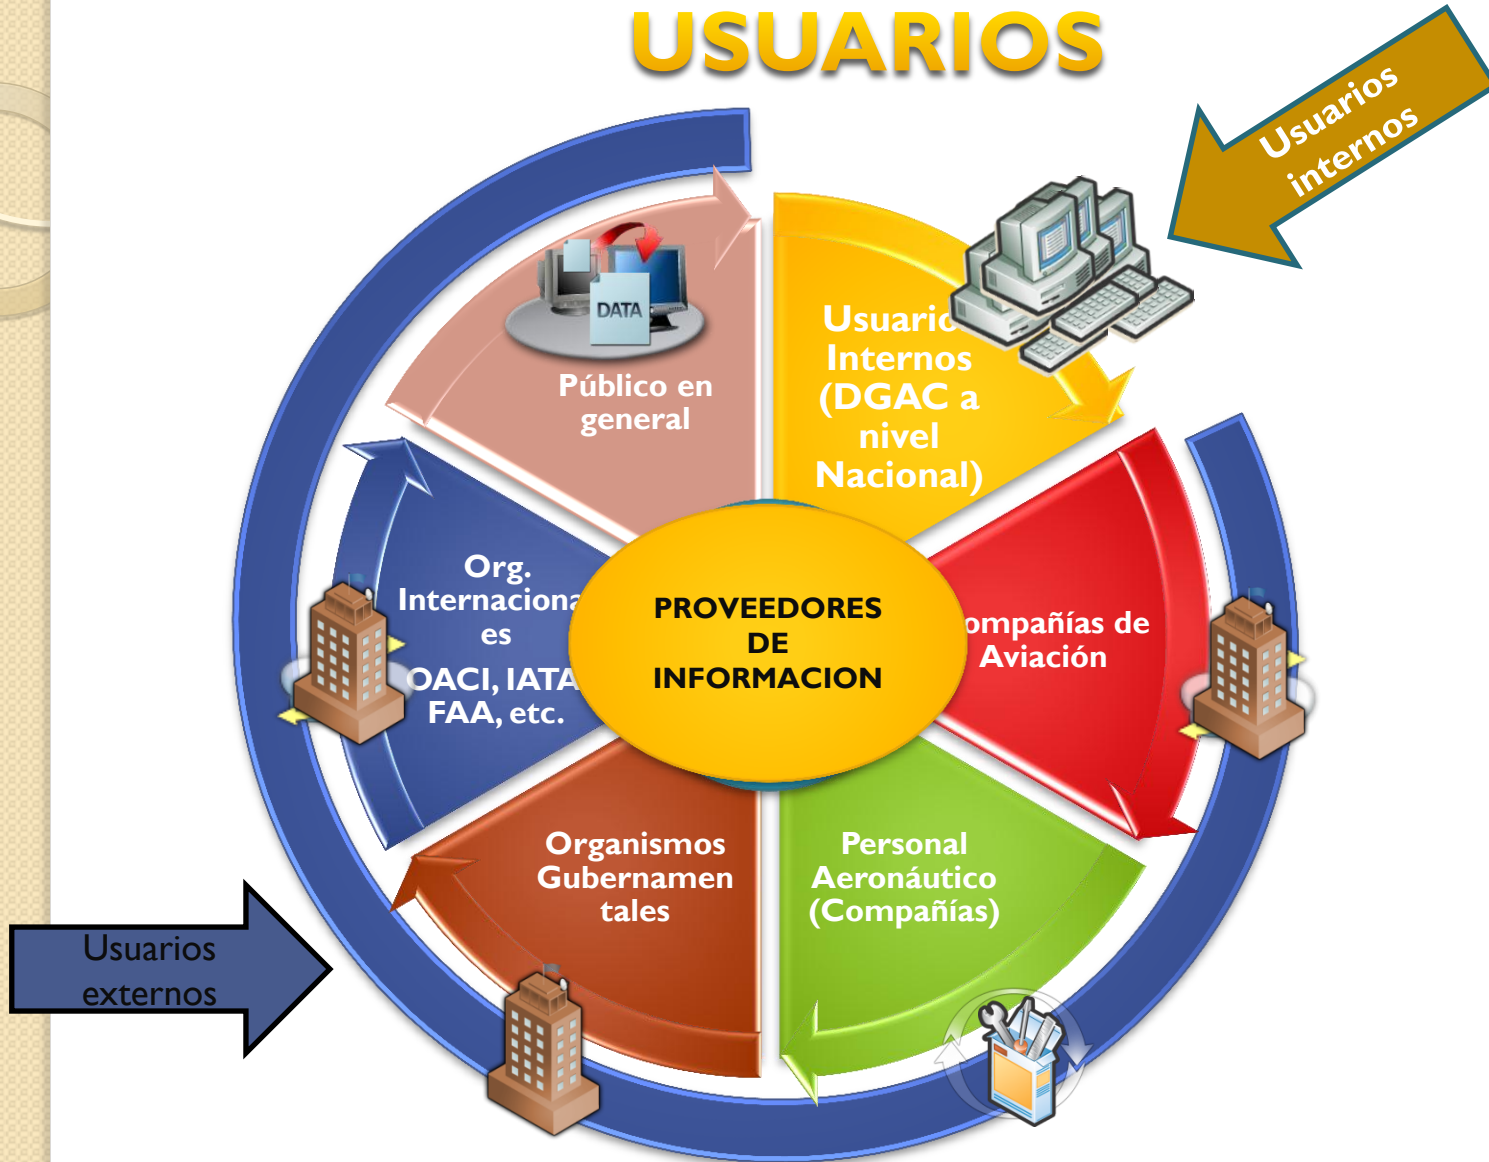 USUARIOS
Usuarios
internos
DATA
Público en
general
Usuario
Internos
(DGAC a
nivel
Nacional)
Org.
Internaciona
es
OACI, IATA
FAA, etc.
PROVEEDORES
DE
INFORMACION
ompañías de
Aviación
Organismos
Gubernamen
tales
Personal
Aeronáutico
(Compañías)
Usuarios
externos